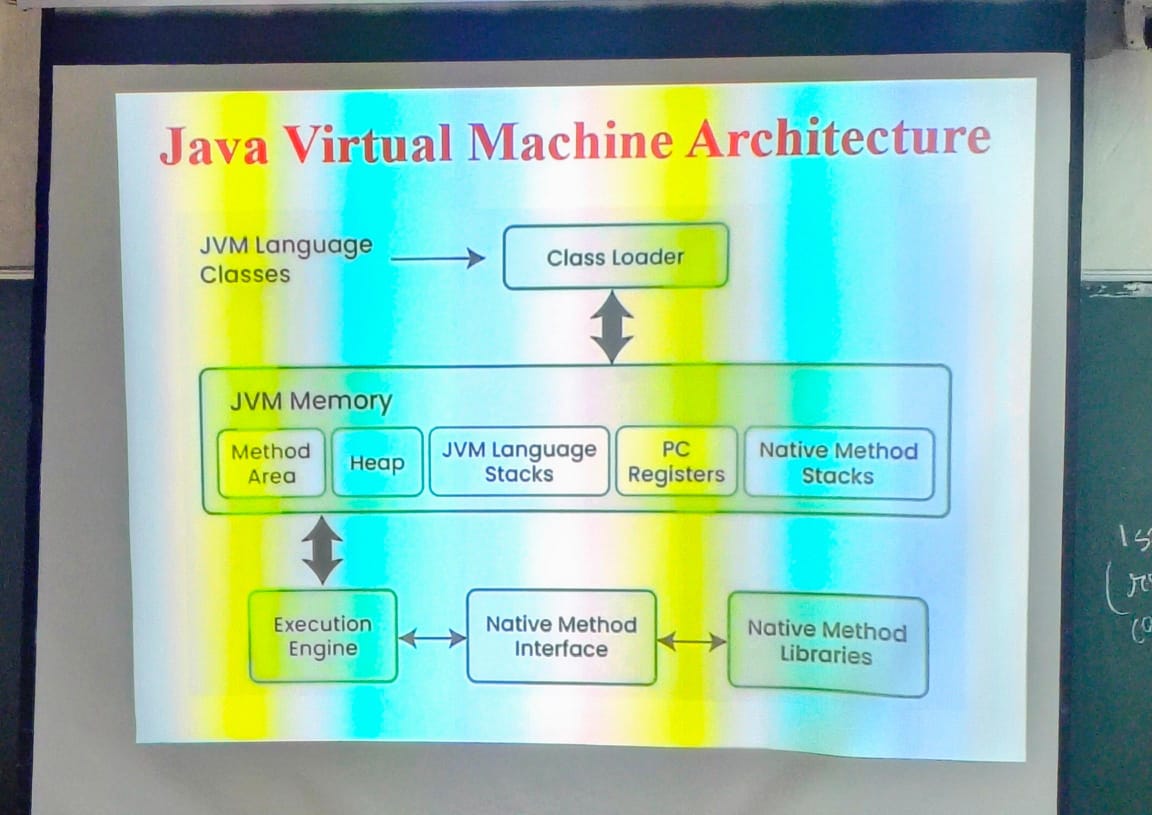 Java Virtual Machine Architecture
JVM Language
Classes
Class Loader
JVM Memory
Method
Area
Heap
JVM Language
Stacks
PC
Registers
Native Method
Stacks
Execution
Engine
Native Method
Interface
Native Method
Libraries